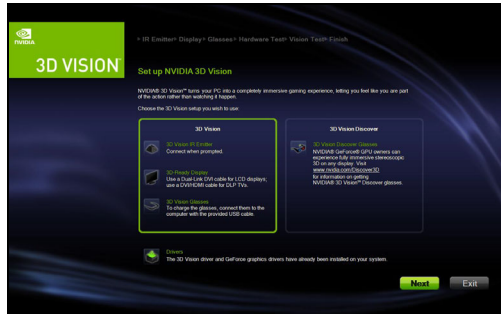 NVIDIA
3D VISION
• IR Emitter• Display• Glasses• Hardware Test• Vision Test• Finish
Set up NVIDIA 3D Vision
NVIDIA® 3D Vision™ turns your PC into a completely immersive gaming experience, letting you feel like you are part
of the action rather than watching it happen.
Choose the 3D Vision setup you wish to use:
3D Vision
3D Vision IR Emitter
Connect when prompted.
3D-Ready Display
Use a Dual-Link DVI cable for LCD displays;
use a DVI/HDMI cable for DLP TVs.
3D Vision Glasses
To charge the glasses, connect them to the
computer with the provided USB cable.
3D Vision Discover
3D Vision Discover Glasses
NVIDIA® GeForce® GPU owners can
experience fully immersive stereoscopic
3D on any display. Visit
www.nvidia.com/Discover3D
for information on getting
NVIDIA® 3D Vision™ Discover glasses.
Drivers
The 3D Vision driver and GeForce graphics drivers have already been installed on your system.
Next
Exit